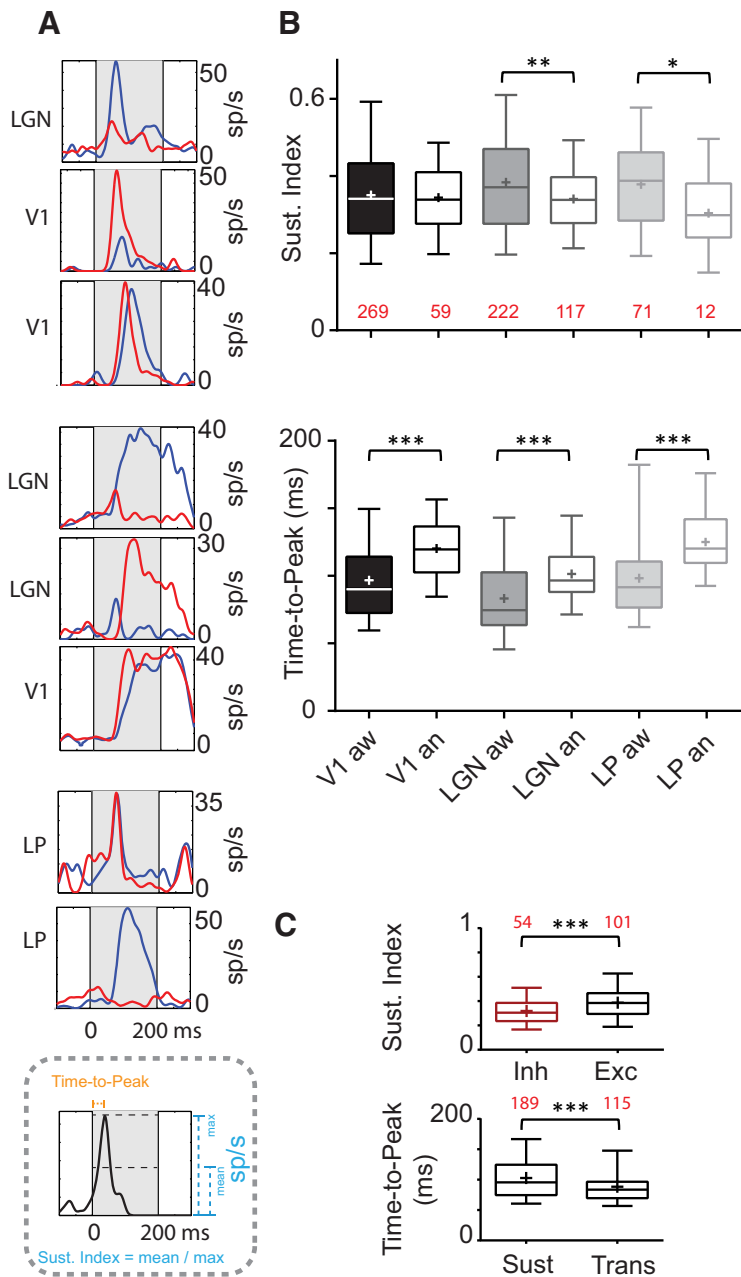 A
LGN
50
0
sp/s
V1
50
0
sp/s
V1
40
0
sp/s
LGN
40
0
sp/s
LGN
30
0
sp/s
V1
40
0
sp/s
LP
35
0
sp/s
LP
50
0
sp/s
0 200 ms
Time-to-Peak
max
mean
sp/s
0 200 ms
Sust. Index = mean / max
B
** *
0.6
Sust. Index
0
269 59 222 117 71 12
200
*** *** ***
Time-to-Peak (ms)
0
V1 aw V1 an LGN aw LGN an LP aw LP an
C
1
54 *** 101
Sust. Index
0
Inh Exc
200
189 *** 115
Time-to-Peak
(ms)
0
Sust Trans